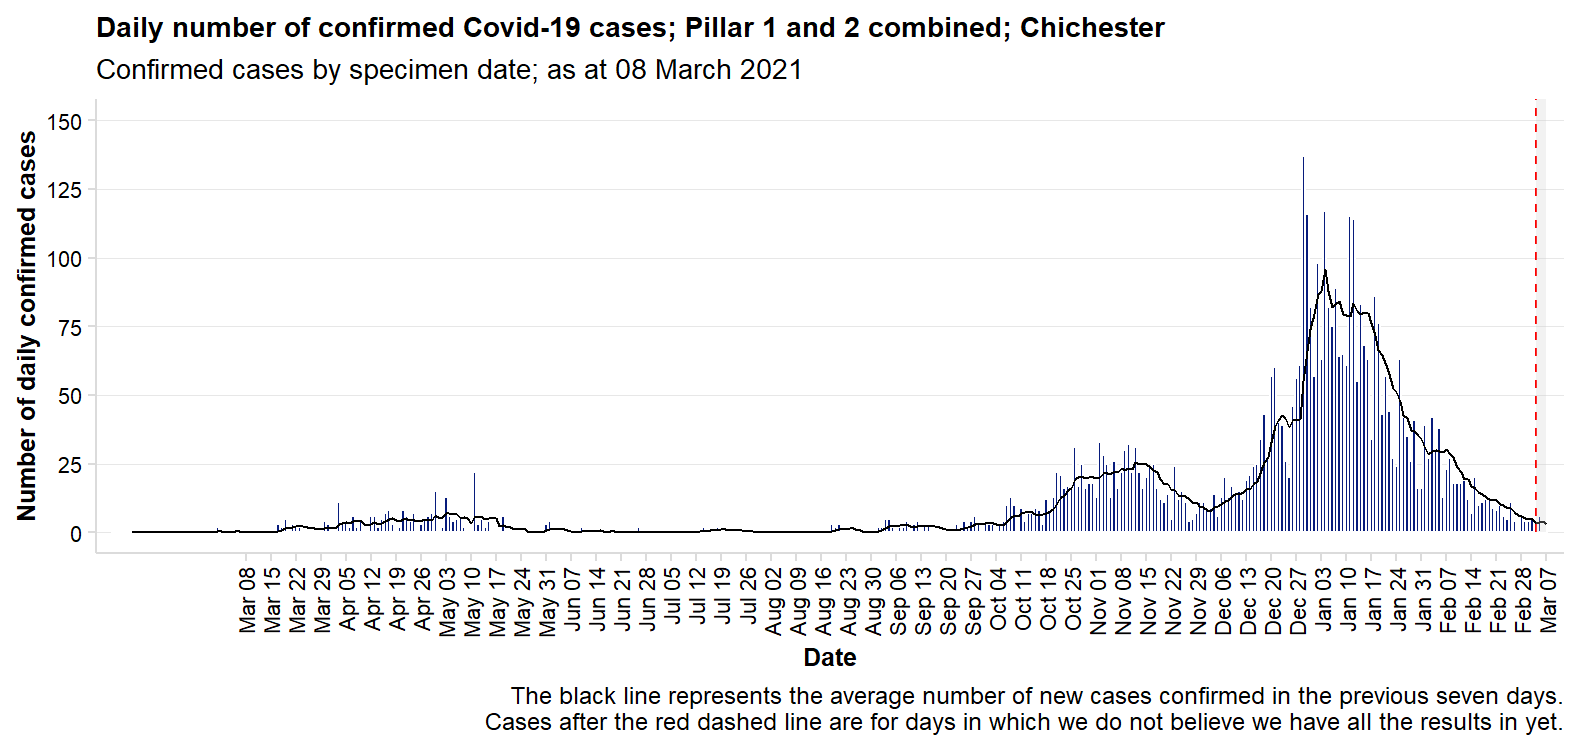 Daily number of confirmed Covid-19 cases; Pillar 1 and 2 combined; Chichester
Confirmed cases by specimen date; as at 08 March 2021
Number of daily confirmed cases
150
125
100
75
50
25
0
Mar 08
Mar 15
Mar 22
Mar 29
Apr 05
Apr 12
Apr 19
Apr 26
May 03
May 10
May 17
May 24
May 31
Jun 07
Jun 14
Jun 21
Jun 28
Jul 05
Jul 12
Jul 19
Jul 26
Aug 02
Aug 09
Aug 16
Aug 23
Aug 30
Sep 06
Sep 13
Sep 20
Sep 27
Oct 04
Oct 11
Oct 18
Oct 25
Nov 01
Nov 08
Nov 15
Nov 22
Nov 29
Dec 06
Dec 13
Dec 20
Dec 27
Jan 03
Jan 10
Jan 17
Jan 24
Jan 31
Feb 07
Feb 14
Feb 21
Feb 28
Mar 07
Date
The black line represents the average number of new cases confirmed in the previous seven days.
Cases after the red dashed line are for days in which we do not believe we have all the results in yet.